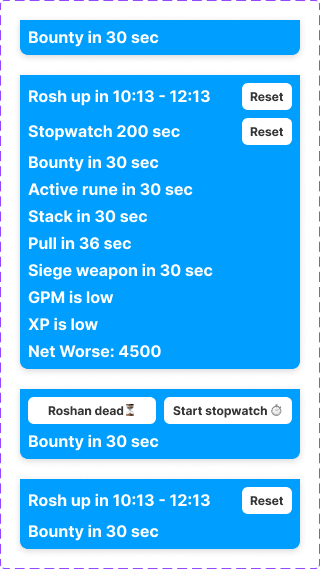 Bounty in 30 sec
Rosh up in 10:13 - 12:13 Reset
Stopwatch 200 sec Reset
Bounty in 30 sec
Active rune in 30 sec
Stack in 30 sec
Pull in 36 sec
Siege weapon in 30 sec
GPM is low
XP is low
Net Worse: 4500
Roshan dead⏳ Start stopwatch ⏱️
Bounty in 30 sec
Rosh up in 10:13 - 12:13 Reset
Bounty in 30 sec